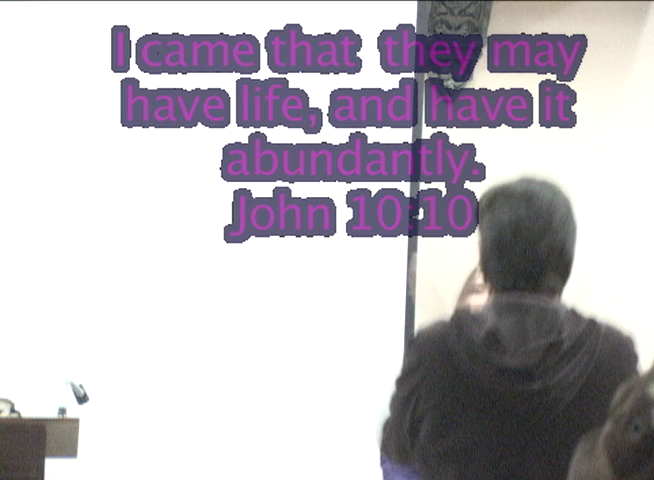 I came that they may
have life, and have it
abundantly.
John 10:10